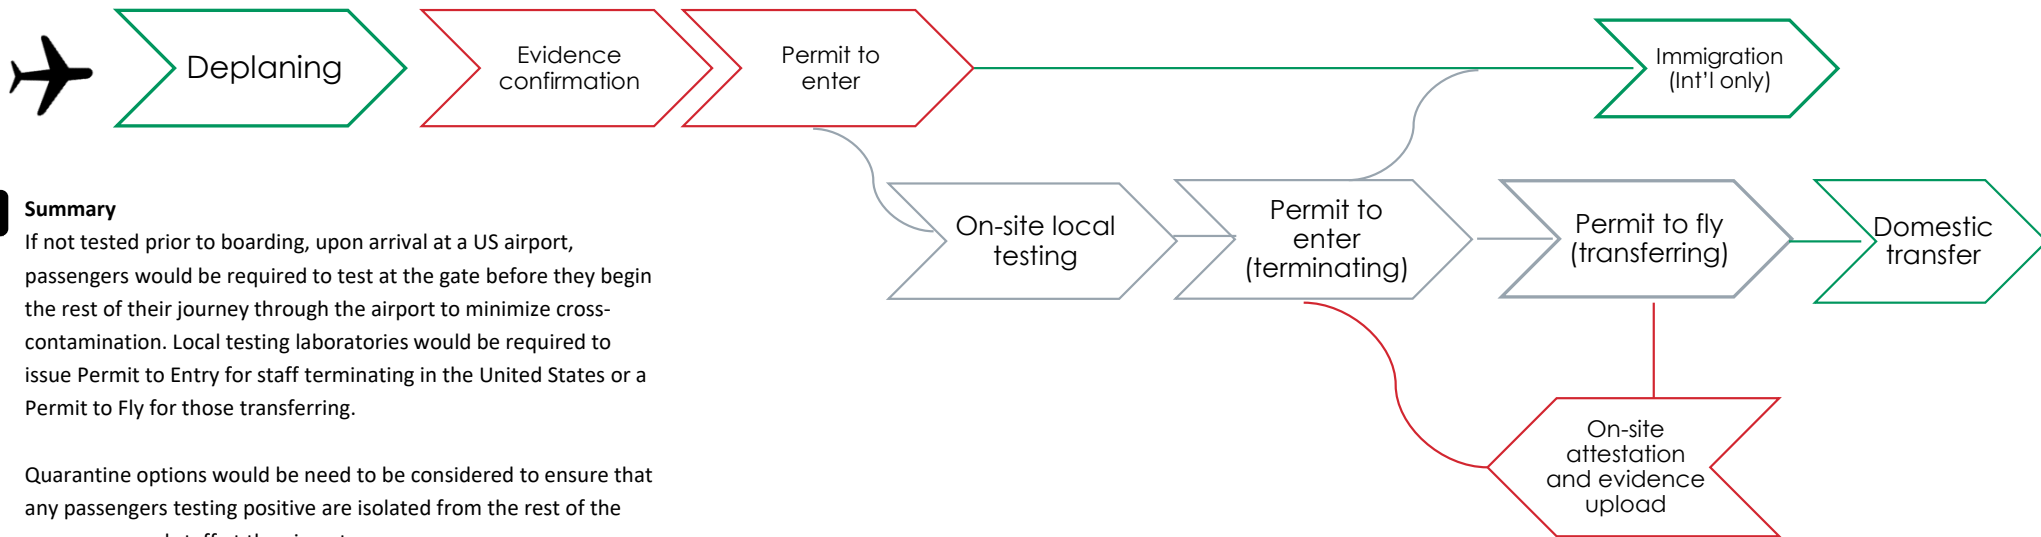 Deplaning
Evidence
confirmation
Permit to
enter
Immigration
(Int'l only)
On-site local
testing
Permit to
enter
(terminating)
Permit to fly
(transferring)
Domestic
transfer
On-site
attestation
and evidence
upload
Summary
If not tested prior to boarding, upon arrival at a US airport,
passengers would be required to test at the gate before they begin
the rest of their journey through the airport to minimize cross-
contamination. Local testing laboratories would be required to
issue Permit to Entry for staff terminating in the United States or a
Permit to Fly for those transferring.
Quarantine options would be need to be considered to ensure that
any passengers testing positive are isolated from the rest of the